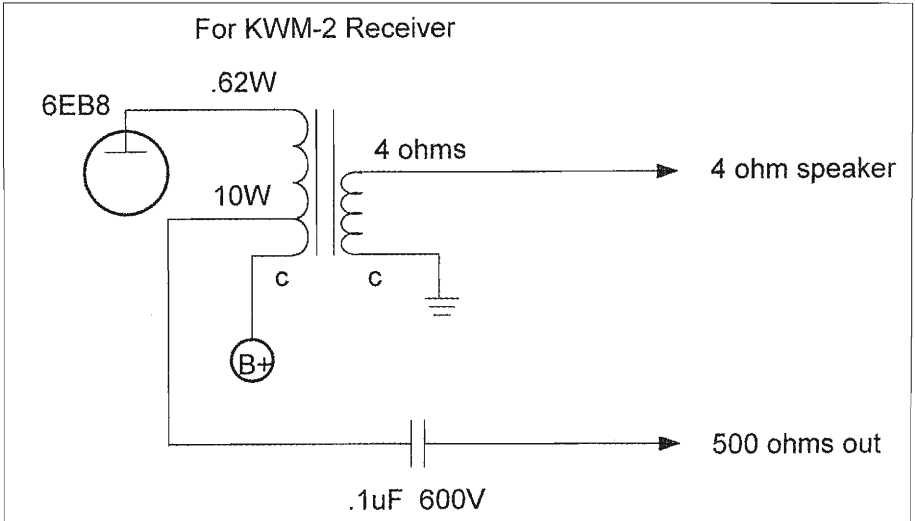 For KWM-2 Receiver
.62W
6EB8
4 ohms
4 ohm speaker
10W
c
c
B+
500 ohms out
.1uF 600V